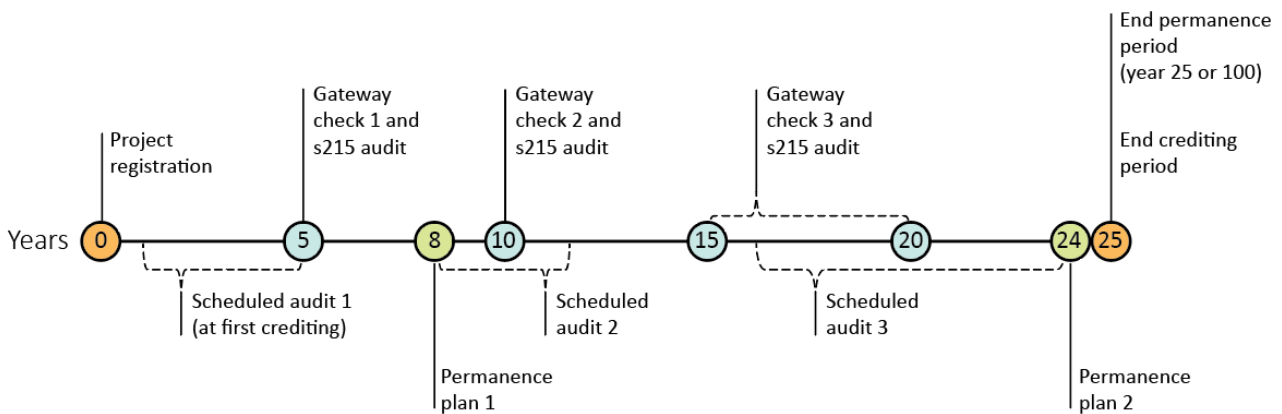 End permanence
period
(year 25 or 100)
End crediting
period
Gateway
check 1 and
s215 audit
Gateway
check 2 and
s215 audit
Gateway
check 3 and
s215 audit
Project
registration
Years 0 5 8 10 15 20 24 25
Scheduled audit 1
(at first crediting)
Scheduled
audit 2
Scheduled
audit 3
Permanence
plan 1
Permanence
plan 2